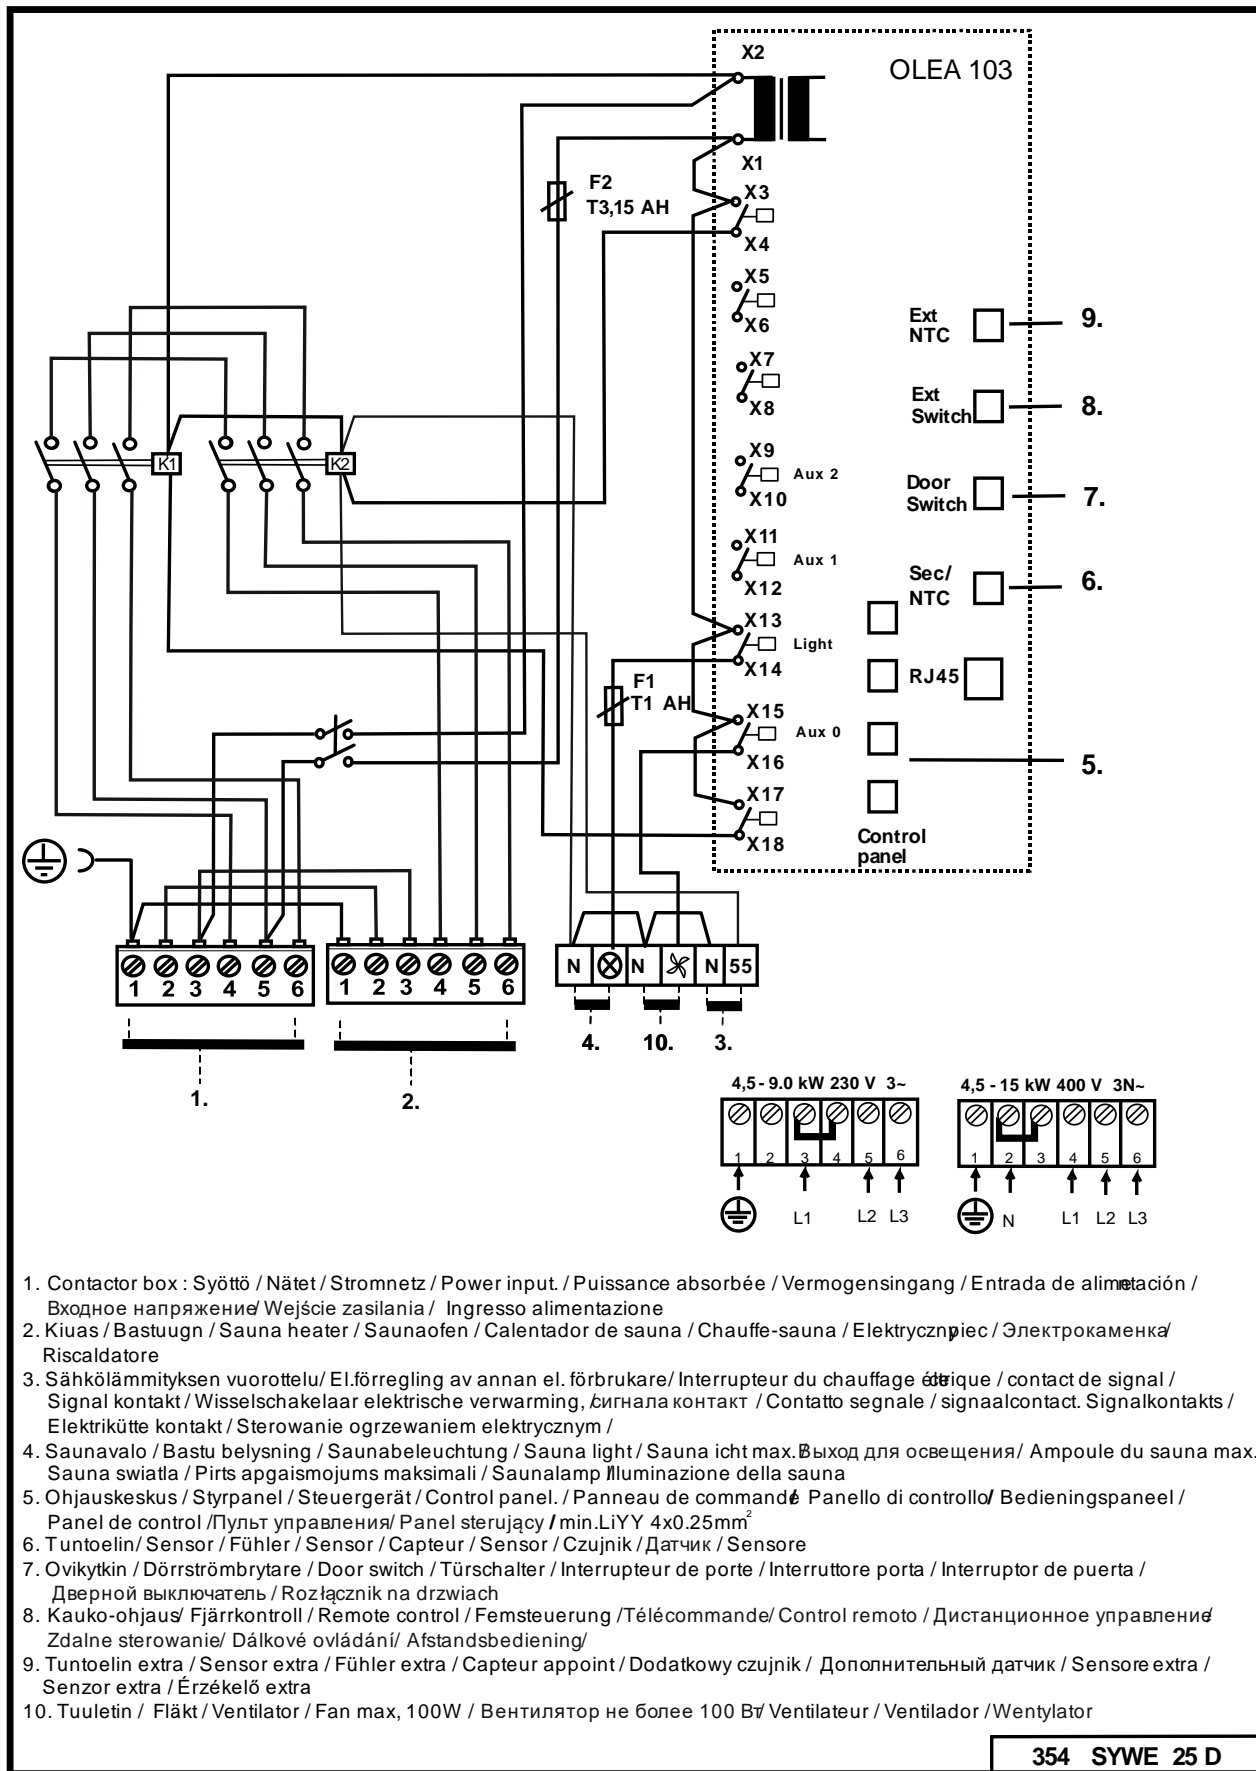 X2
OLEA 103
X1
F2
T3,15 AH
X3
X4
X5
X6
Ext
NTC
9.
X7
X8
Ext
Switch
8.
K1
K2
X9
Aux 2
X10
Door
Switch
7.
X11
Aux 1
X12
Sec/
NTC
6.
X13
Light
X14
F1
T1 AH
RJ45
X15
Aux 0
X16
5.
X17
X18
Control
panel
N
N
N
55
1 2 3 4 5 6
1 2 3 4 5 6
4.
10.
3.
1.
2.
4,5 - 9.0 kW 230 V 3~
1 2 3 4 5 6
L1 L2 L3
4,5 - 15 kW 400 V 3N~
1 2 3 4 5 6
N L1 L2 L3
1. Contactor box : Syöttö / Nätet / Stromnetz / Power input. / Puissance absorbée / Vermogensingang / Entrada de /
Входное напряжение/ Wejście zasilania / Ingresso alimentazione
2. Kiuas / Bastuugn / Sauna heater / Saunaofen / Calentador de sauna / Chauffe-sauna / / Электрокаменка/
Riscaldatore
3. Sähkölämmityksen vuorottelu/ El.förregling av annan el. förbrukare/ Interrupteur du chauffage / contact de signal /
Signal kontakt / Wisselschakelaar elektrische verwarming, /сигнала контакт / Contatto segnale / signaalcontact. Signalkontakts /
Elektrikütte kontakt / Sterowanie ogrzewaniem elektrycznym /
4. Saunavalo / Bastu belysning / Saunabeleuchtung / Sauna light / Sauna icht max. Выход для освещения/ Ampoule du sauna max.
Sauna swiatla / Pirts apgaismojums maksimali / Saunalamp Illuminazione della sauna
5. Ohjauskeskus / Styrpanel / Steuergerät / Control panel. / Panneau de commande Panello di controllo/ Bedieningspaneel /
Panel de control /Пульт управления/ Panel sterujący / min.LiYY 4x0.25mm²
6. Tuntoelin/ Sensor / Fühler / Sensor / Capteur / Sensor / Czujnik / Датчик / Sensore
7. Ovikytkin / Dörrströmbrytare / Door switch / Türschalter / Interrupteur de porte / Interruttore porta / Interruptor de puerta /
Дверной выключатель / Rozłącznik na drzwiach
8. Kauko-ohjaus/ Fjärrkontroll / Remote control / Fernsteuerung /Télécommande/ Control remoto / Дистанционное управление/
Zdalne sterowanie/ Dálkové ovládání/ Afstandsbediening/
9. Tuntoelin extra / Sensor extra / Fühler extra / Capteur appoint / Dodatkowy czujnik / Дополнительный датчик / Sensore extra /
Senzor extra / Érzékelő extra
10. Tuuletin / Fläkt / Ventilator / Fan max, 100W / Вентилятор не более 100 Вт/ Ventilateur / Ventilador / Wentylator
354 SYWE 25 D